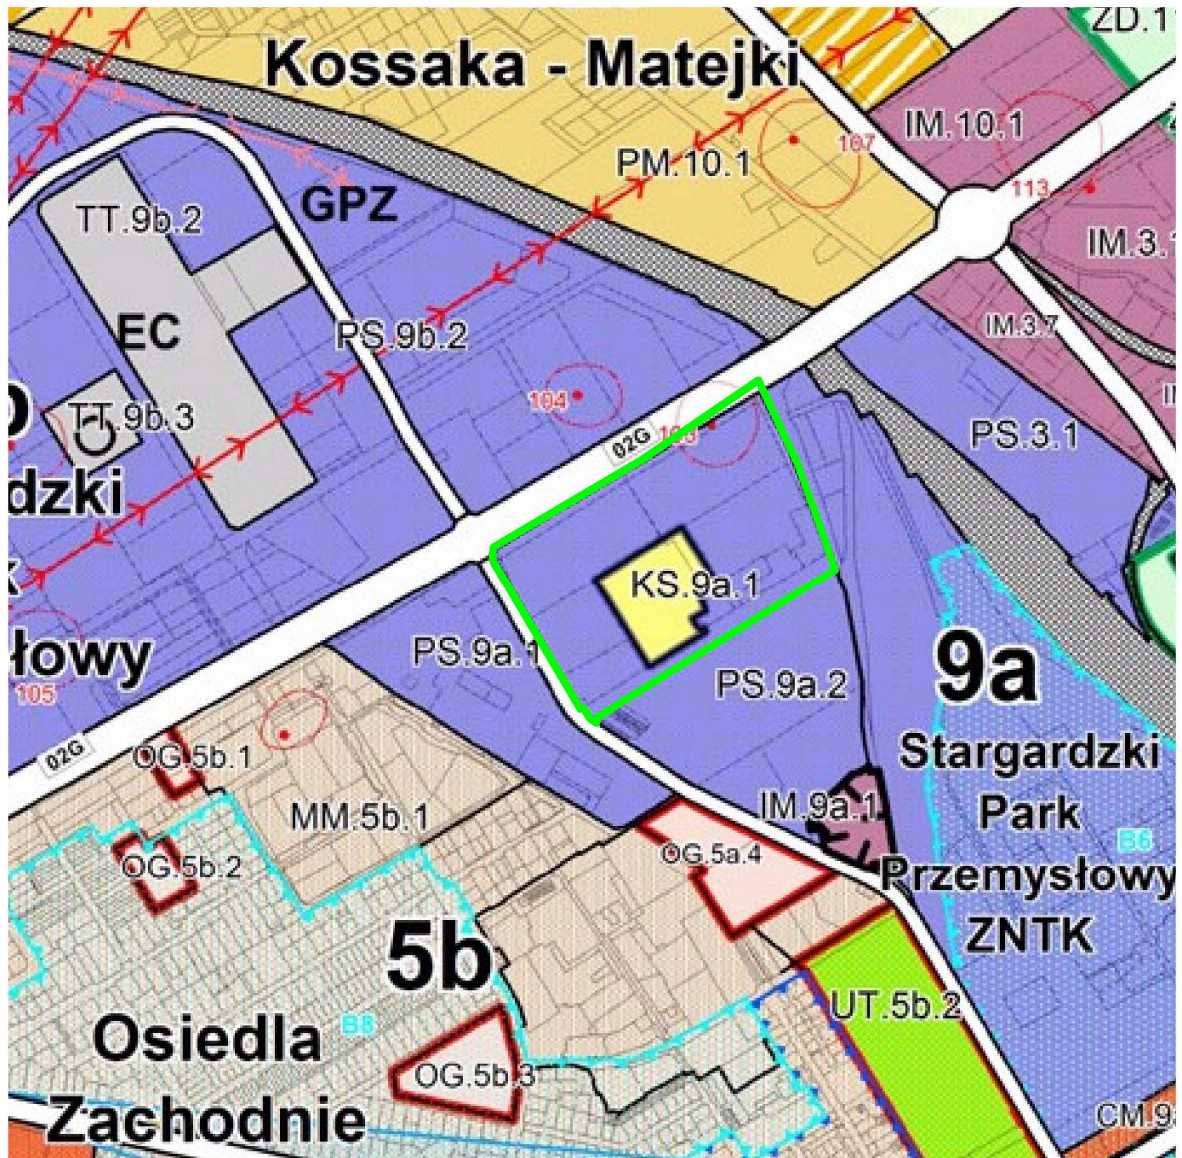 ZD.1
Kossaka - Matejki
IM.10.1
107
PM.10.1
113
GPZ
TT.9b.2
IM.3.
EC
PS.9b.2
IM.3.7
104
TT.9b.3
PS.3.1
02G
dzki
KS.9a.1
łowy
PS.9a.1
PS.9a.2
9a
105
02G
OG.5b.1
Stargardzki
IM.9a.1
Park
MM.5b.1
B6
OG.5b.2
OG.5a.4
Przemysłowy
ZNTK
5b
UT.5b.2
B8
Osiedla
OG.5b.3
Zachodnie
CM.9